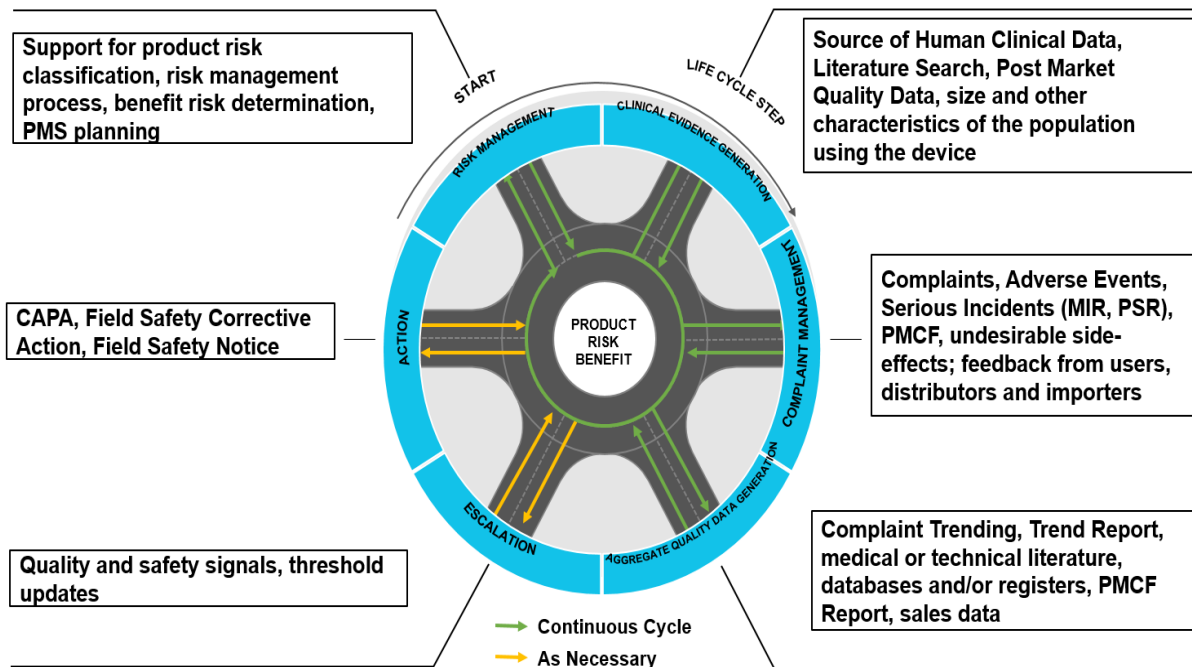 Support for product risk
classification, risk management
process, benefit risk determination,
PMS planning
START
LIFE CYCLE STEP
Source of Human Clinical Data,
Literature Search, Post Market
Quality Data, size and other
characteristics of the population
using the device
RISK MANAGEMENT
CLINICAL EVIDENCE GENERATION
CAPA, Field Safety Corrective
Action, Field Safety Notice
ACTION
PRODUCT
RISK
BENEFIT
COMPLAINT MANAGEMENT
Complaints, Adverse Events,
Serious Incidents (MIR, PSR),
PMCF, undesirable side-
effects; feedback from users,
distributors and importers
Quality and safety signals, threshold
updates
ESCALATION
AGGREGATE QUALITY DATA GENERATION
Complaint Trending, Trend Report,
medical or technical literature,
databases and/or registers, PMCF
Report, sales data
Continuous Cycle
As Necessary